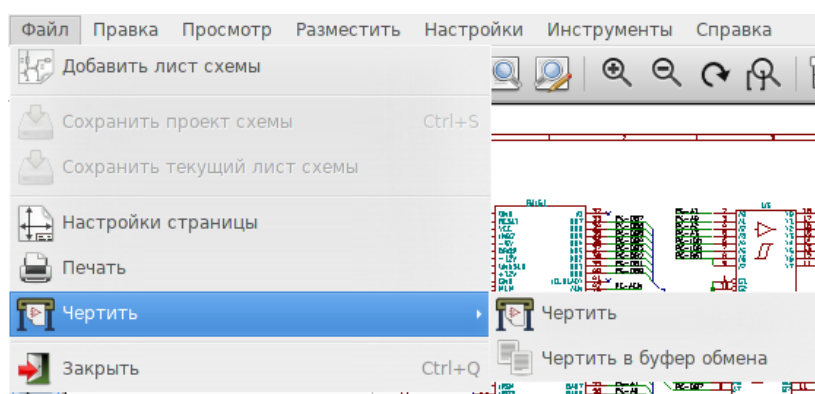 Файл Правка Просмотр Разместить Настройки Инструменты Справка
Добавить лист схемы
Сохранить проект схемы Ctrl+S
Сохранить текущий лист схемы
Настройки страницы
Печать
Чертить
Чертить
Чертить в буфер обмена
Закрыть Ctrl+Q